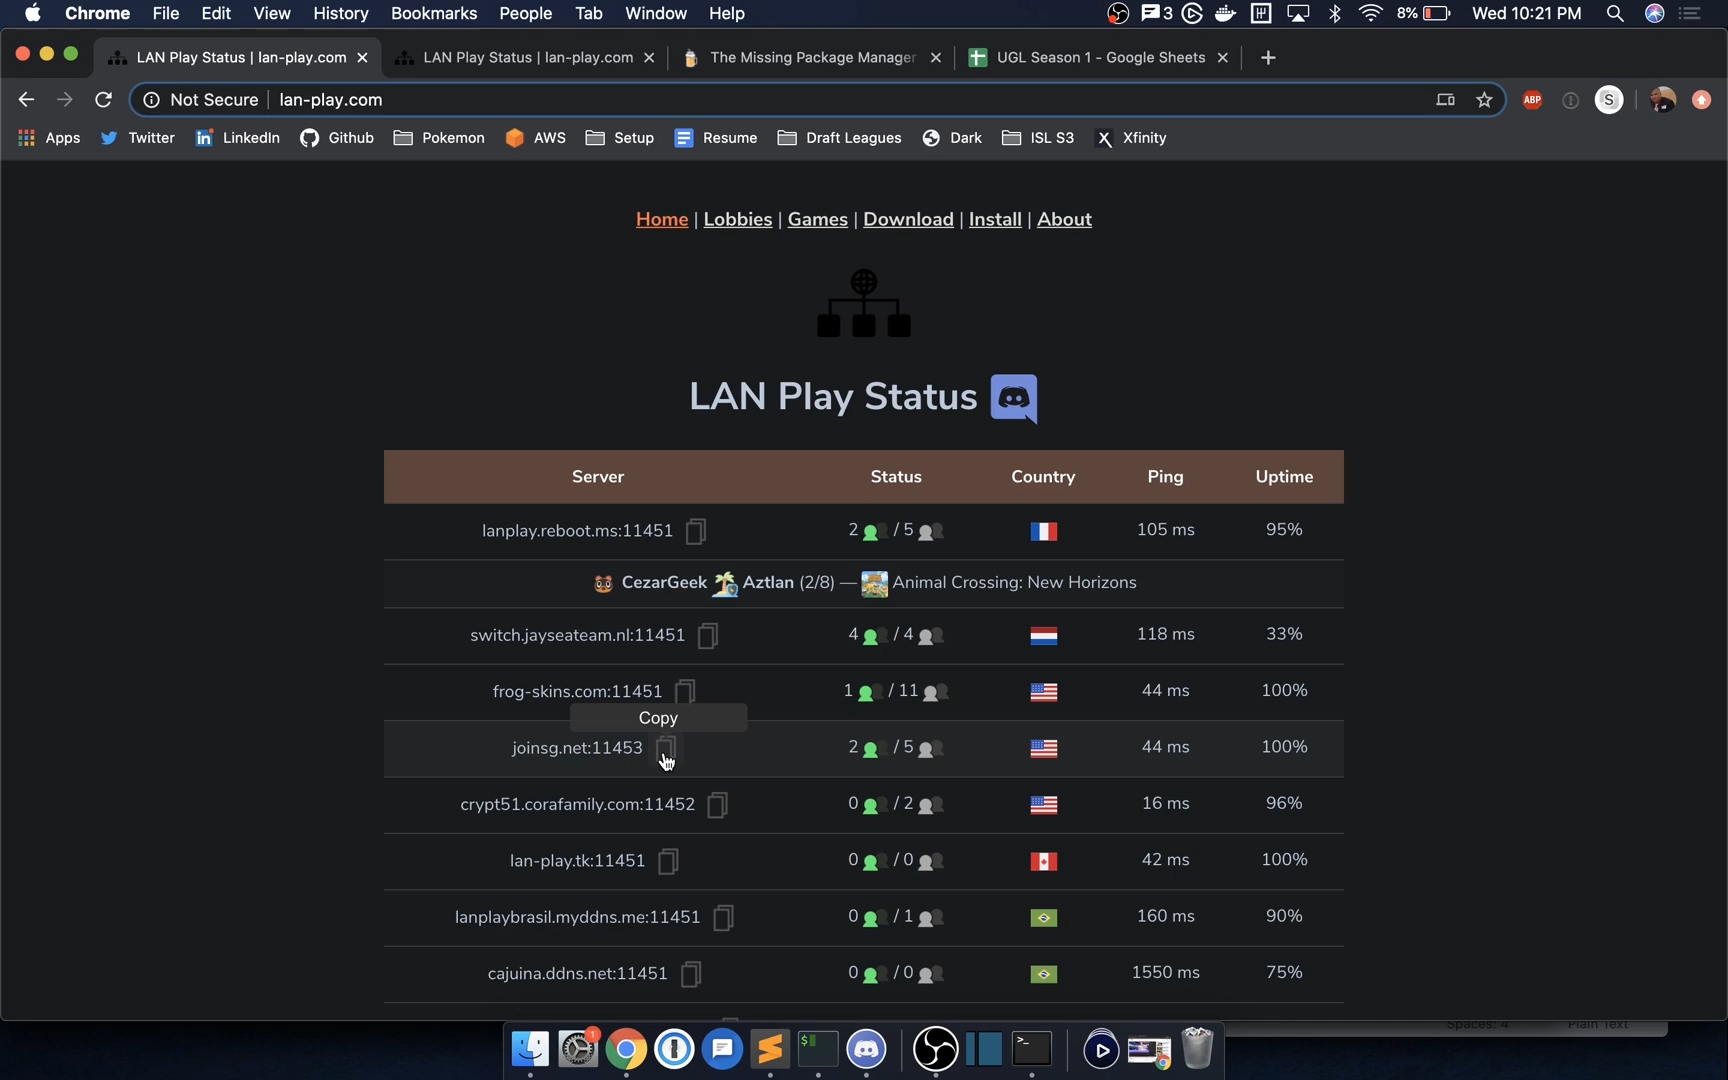 Chrome File Edit View History Bookmarks People Tab Window Help 3 8% Wed 10:21 PM
LAN Play Status | lan-play.com LAN Play Status | lan-play.com The Missing Package Manager UGL Season 1 - Google Sheets
Not Secure lan-play.com ABP S
Apps Twitter LinkedIn Github Pokemon AWS Setup Resume Draft Leagues Dark ISL S3 Xfinity
Home | Lobbies | Games | Download | Install | About
LAN Play Status
Server Status Country Ping Uptime
lanplay.reboot.ms:11451 2 / 5 105 ms 95%
CezarGeek Aztlan (2/8) — Animal Crossing: New Horizons
switch.jayseateam.nl:11451 4 / 4 118 ms 33%
frog-skins.com:11451 1 / 11 44 ms 100%
Copy
joinsg.net:11453 2 / 5 44 ms 100%
crypt51.corafamily.com:11452 0 / 2 16 ms 96%
lan-play.tk:11451 0 / 0 42 ms 100%
lanplaybrasil.myddns.me:11451 0 / 1 160 ms 90%
cajuina.ddns.net:11451 0 / 0 1550 ms 75%
Spaces: 4 Plain Text
1